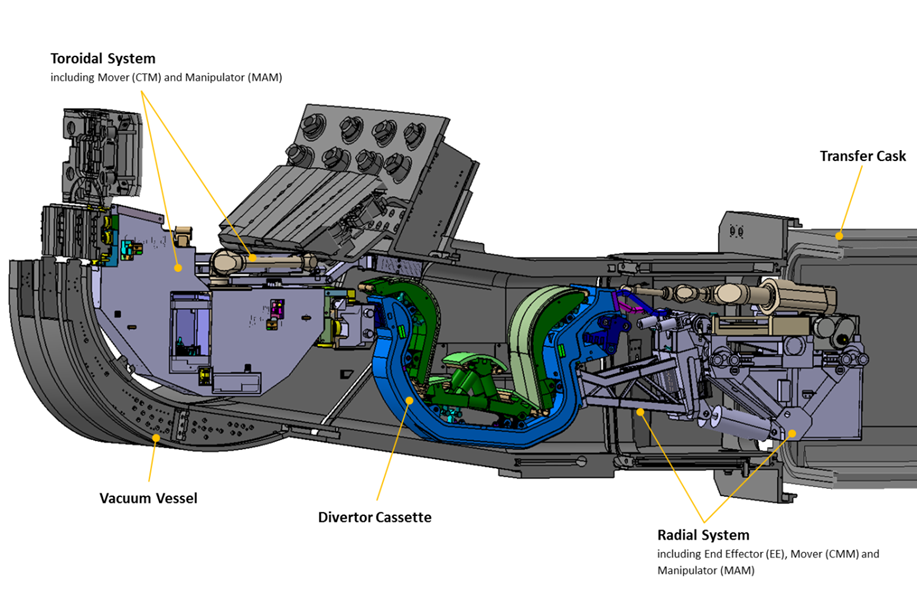 Toroidal System
including Mover (CTM) and Manipulator (MAM)
Transfer Cask
Vacuum Vessel
Divertor Cassette
Radial System
including End Effector (EE), Mover (CMM) and
Manipulator (MAM)